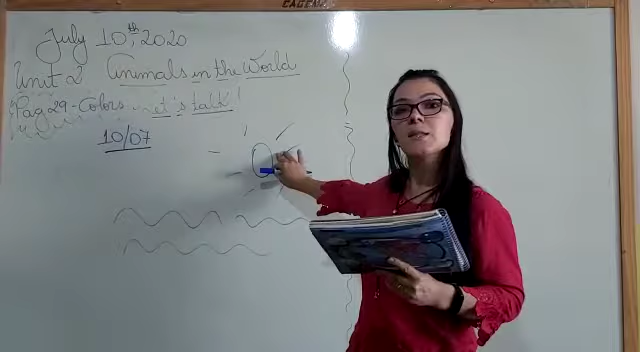 July 10th, 2020
Unit 2 Animals in the World
Pag 29 - Colors Let's talk!
10/07